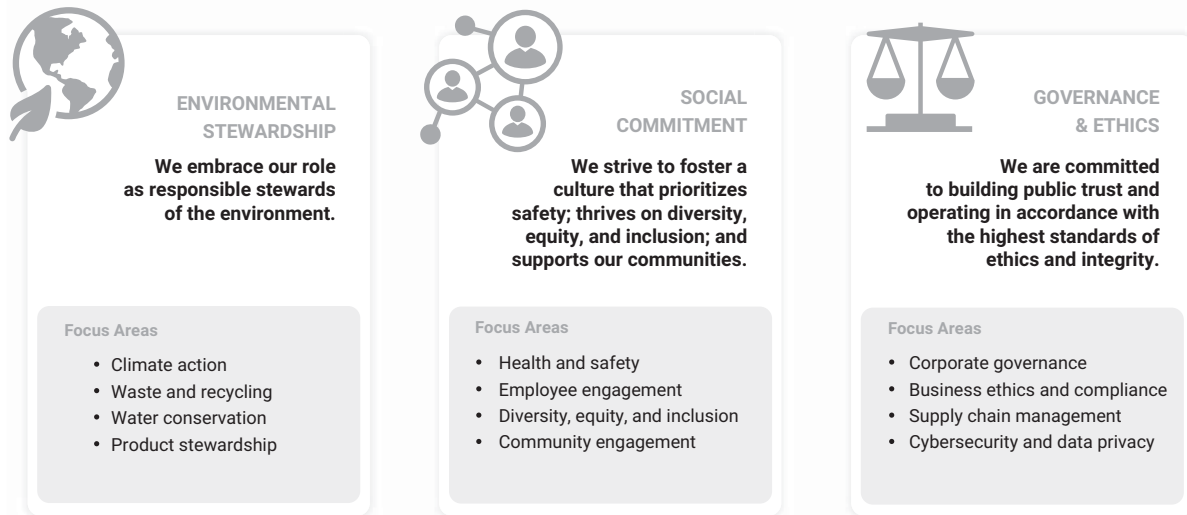 ENVIRONMENTAL
STEWARDSHIP
We embrace our role
as responsible stewards
of the environment.
Focus Areas
• Climate action
• Waste and recycling
• Water conservation
• Product stewardship
SOCIAL
COMMITMENT
We strive to foster a
culture that prioritizes
safety; thrives on diversity,
equity, and inclusion; and
supports our communities.
Focus Areas
• Health and safety
• Employee engagement
• Diversity, equity, and inclusion
• Community engagement
GOVERNANCE
& ETHICS
We are committed
to building public trust and
operating in accordance with
the highest standards of
ethics and integrity.
Focus Areas
• Corporate governance
• Business ethics and compliance
• Supply chain management
• Cybersecurity and data privacy